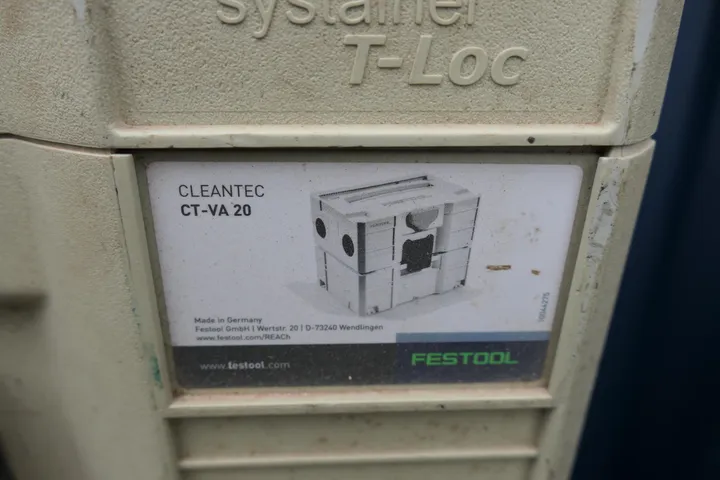 systainer
T-Loc
CLEANTEC
CT-VA 20
Made in Germany
Festool GmbH | Wertstr. 20 | D-73240 Wendlingen
www.festool.com/REACh
www.festool.com
FESTOOL